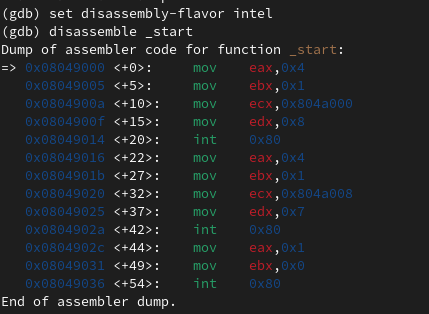 (gdb) set disassembly-flavor intel
(gdb) disassemble _start
Dump of assembler code for function _start:
=> 0x08049000 <+0>:     mov    eax,0x4
   0x08049005 <+5>:     mov    ebx,0x1
   0x0804900a <+10>:    mov    ecx,0x804a000
   0x0804900f <+15>:    mov    edx,0x8
   0x08049014 <+20>:    int    0x80
   0x08049016 <+22>:    mov    eax,0x4
   0x0804901b <+27>:    mov    ebx,0x1
   0x08049020 <+32>:    mov    ecx,0x804a008
   0x08049025 <+37>:    mov    edx,0x7
   0x0804902a <+42>:    int    0x80
   0x0804902c <+44>:    mov    eax,0x1
   0x08049031 <+49>:    mov    ebx,0x0
   0x08049036 <+54>:    int    0x80
End of assembler dump.